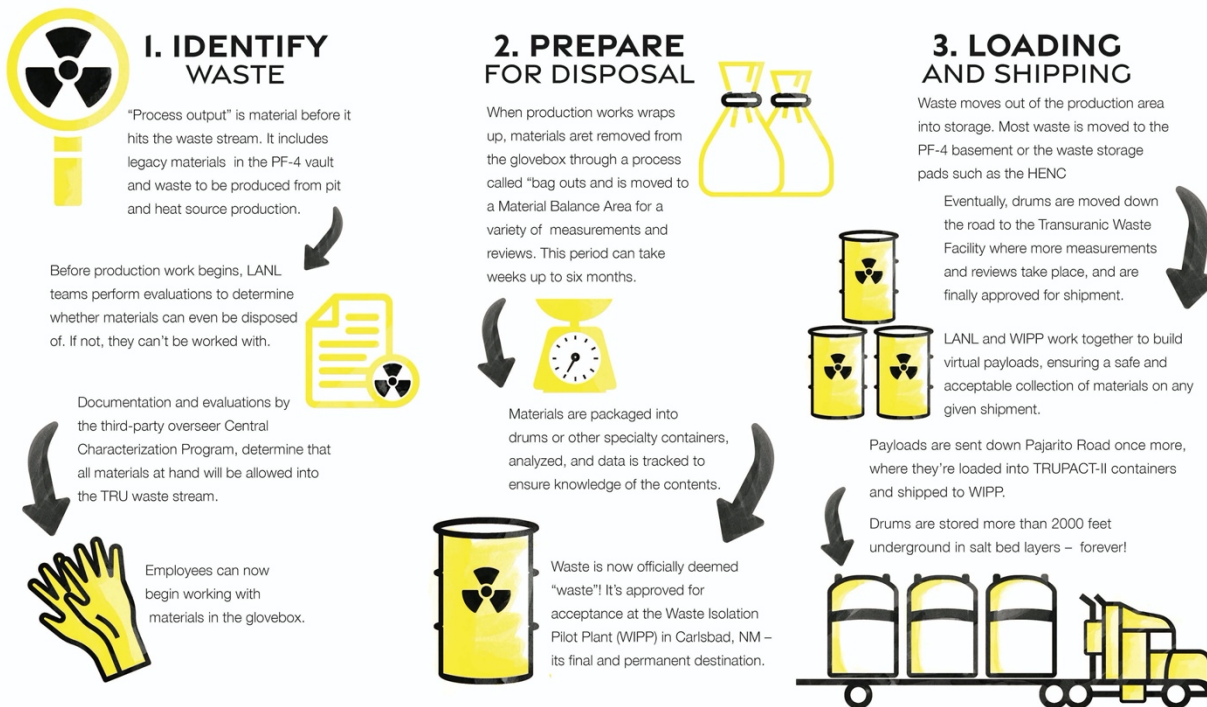 1. IDENTIFY
WASTE
“Process output” is material before it
hits the waste stream. It includes
legacy materials in the PF-4 vault
and waste to be produced from pit
and heat source production.
Before production work begins, LANL
teams perform evaluations to determine
whether materials can even be disposed
of. If not, they can’t be worked with.
Documentation and evaluations by
the third-party overseer Central
Characterization Program, determine that
all materials at hand will be allowed into
the TRU waste stream.
Employees can now
begin working with
materials in the glovebox.
2. PREPARE
FOR DISPOSAL
When production works wraps
up, materials aret removed from
the glovebox through a process
called “bag outs and is moved to
a Material Balance Area for a
variety of measurements and
reviews. This period can take
weeks up to six months.
Materials are packaged into
drums or other specialty containers,
analyzed, and data is tracked to
ensure knowledge of the contents.
Waste is now officially deemed
“waste”! It’s approved for
acceptance at the Waste Isolation
Pilot Plant (WIPP) in Carlsbad, NM –
its final and permanent destination.
3. LOADING
AND SHIPPING
Waste moves out of the production area
into storage. Most waste is moved to the
PF-4 basement or the waste storage
pads such as the HENC
Eventually, drums are moved down
the road to the Transuranic Waste
Facility where more measurements
and reviews take place, and are
finally approved for shipment.
LANL and WIPP work together to build
virtual payloads, ensuring a safe and
acceptable collection of materials on any
given shipment.
Payloads are sent down Pajarito Road once more,
where they’re loaded into TRUPACT-II containers
and shipped to WIPP.
Drums are stored more than 2000 feet
underground in salt bed layers – forever!